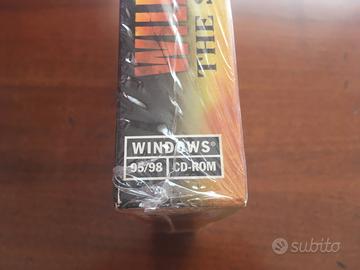 THE S
WINDOWS®
95/98 CD-ROM
subito